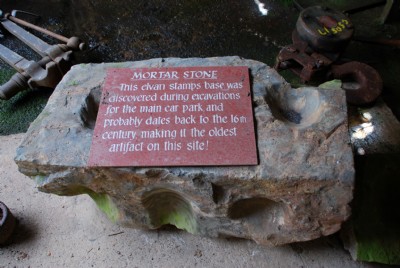 MORTAR STONE
This elvan stamps base was
discovered during excavations
for the main car park and
probably dates back to the 16th
century making it the oldest
artifact on this site!